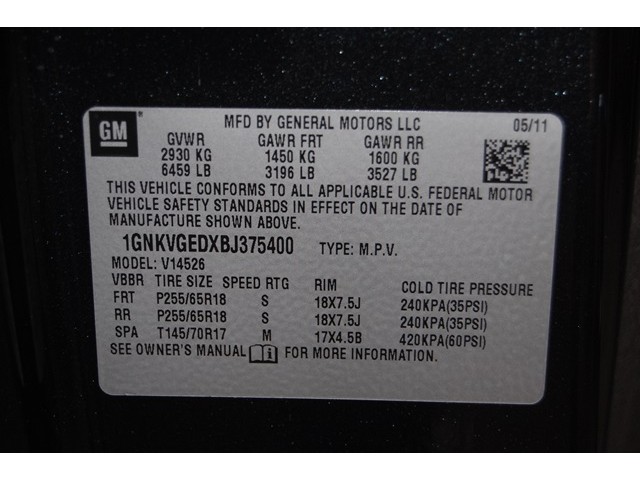 GM
MFD BY GENERAL MOTORS LLC 05/11
GVWR GAWR FRT GAWR RR
2930 KG 1450 KG 1600 KG
6459 LB 3196 LB 3527 LB
THIS VEHICLE CONFORMS TO ALL APPLICABLE U.S. FEDERAL MOTOR
VEHICLE SAFETY STANDARDS IN EFFECT ON THE DATE OF
MANUFACTURE SHOWN ABOVE.
1GNKVGEDXBJ375400 TYPE: M.P.V.
MODEL: V14526
VBBR TIRE SIZE SPEED RTG RIM COLD TIRE PRESSURE
FRT P255/65R18 S 18X7.5J 240KPA(35PSI)
RR P255/65R18 S 18X7.5J 240KPA(35PSI)
SPA T145/70R17 M 17X4.5B 420KPA(60PSI)
SEE OWNER'S MANUAL i FOR MORE INFORMATION.